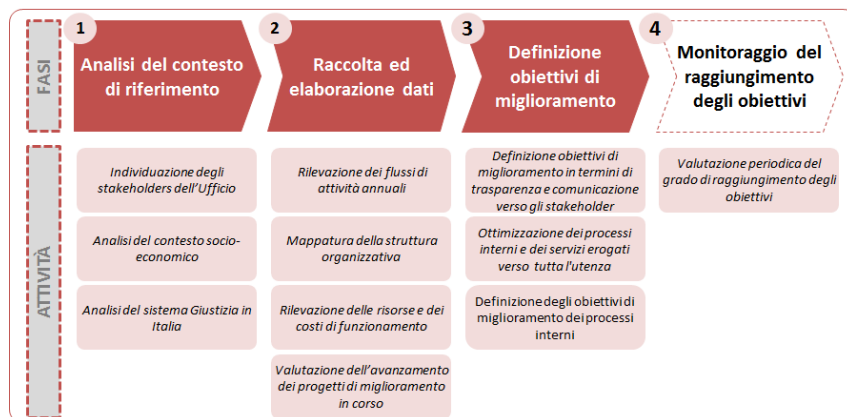 1
2
3
4
FASI
Analisi del contesto
di riferimento
Raccolta ed
elaborazione dati
Definizione
obiettivi di
miglioramento
Monitoraggio del
raggiungimento
degli obiettivi
ATTIVITÀ
Individuazione degli
stakeholders dell'Ufficio
Analisi del contesto socio-
economico
Analisi del sistema Giustizia in
Italia
Rilevazione dei flussi di
attività annuali
Mappatura della struttura
organizzativa
Rilevazione delle risorse e dei
costi di funzionamento
Valutazione dell'avanzamento
dei progetti di miglioramento
in corso
Definizione obiettivi di
miglioramento in termini di
trasparenza e comunicazione
verso gli stakeholder
Ottimizzazione dei processi
interni e dei servizi erogati
verso tutta l'utenza
Definizione degli obiettivi di
miglioramento dei processi
interni
Valutazione periodica del
grado di raggiungimento degli
obiettivi